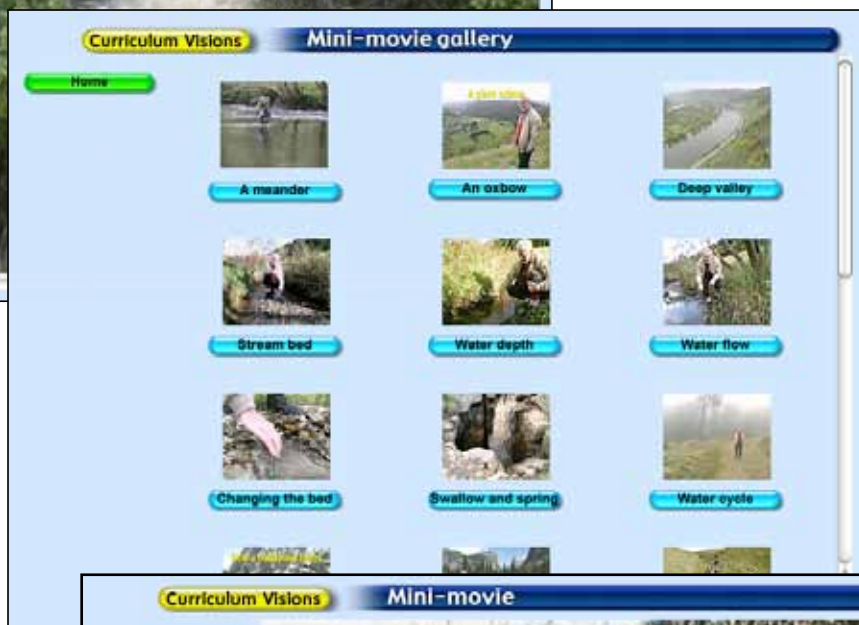 Curriculum Visions Mini-movie gallery
Home
A meander An oxbow Deep valley
Stream bed Water depth Water flow
Changing the bed Swallow and spring Water cycle
Curriculum Visions Mini-movie